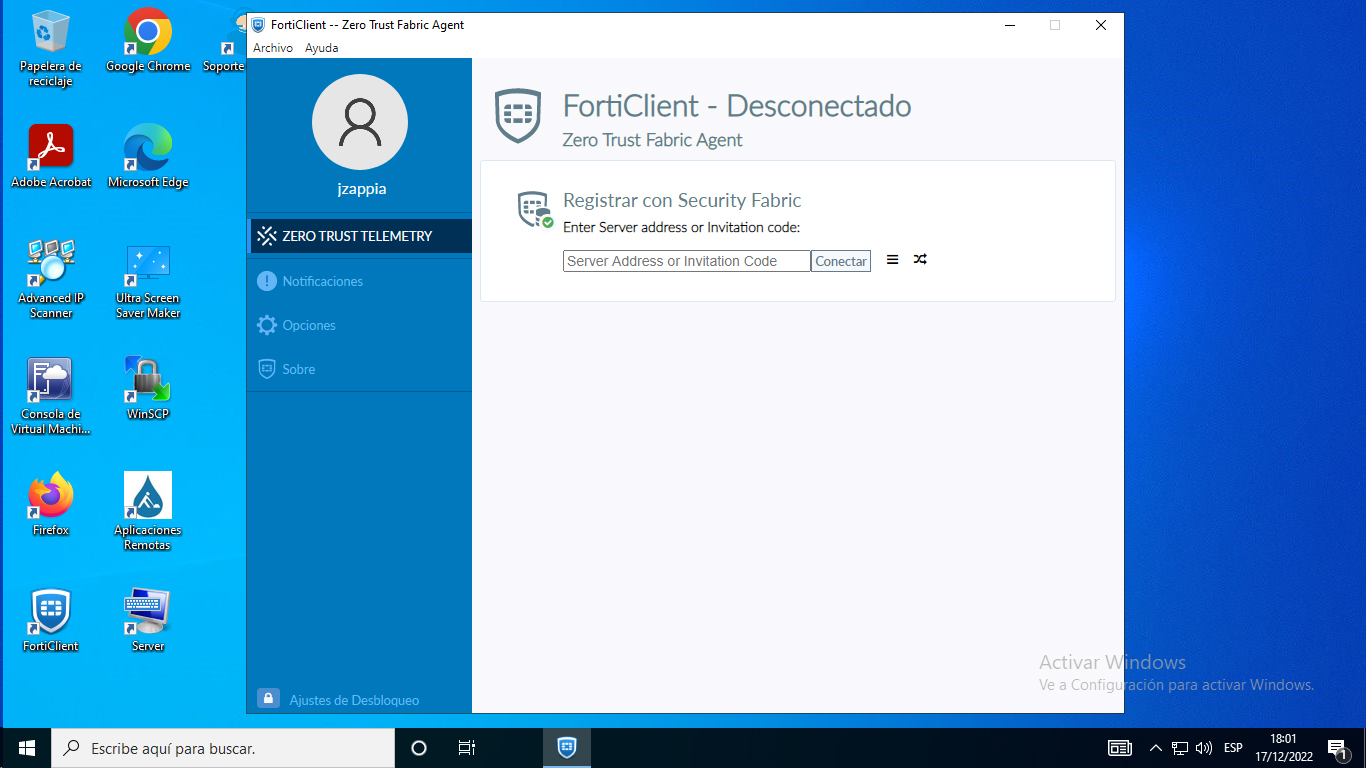 Papelera de
reciclaje
Google Chrome
Soporte
Adobe Acrobat
Microsoft Edge
Advanced IP
Scanner
Ultra Screen
Saver Maker
Consola de
Virtual Machi...
WinSCP
Firefox
Aplicaciones
Remotas
FortiClient
Server
FortiClient -- Zero Trust Fabric Agent
Archivo Ayuda
jzappia
ZERO TRUST TELEMETRY
Notificaciones
Opciones
Sobre
Ajustes de Desbloqueo
FortiClient - Desconectado
Zero Trust Fabric Agent
Registrar con Security Fabric
Enter Server address or Invitation code:
Server Address or Invitation Code Conectar
Activar Windows
Ve a Configuración para activar Windows.
Escribe aquí para buscar.
ESP
18:01
17/12/2022
1